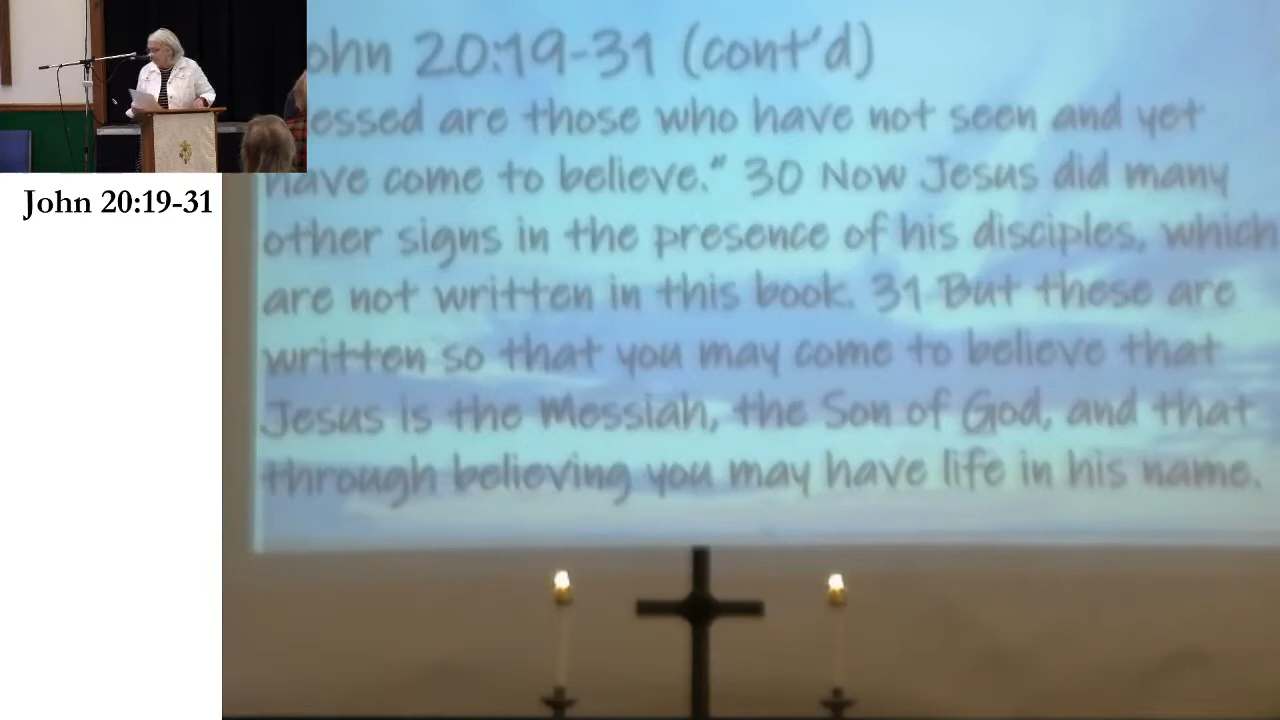 ohn 20:19-31 (cont'd)
essed are those who have not seen and yet
have come to believe." 30 Now Jesus did many
other signs in the presence of his disciples, which
are not written in this book. 31 But these are
written so that you may come to believe that
Jesus is the Messiah, the Son of God, and that
through believing you may have life in his name.
John 20:19-31